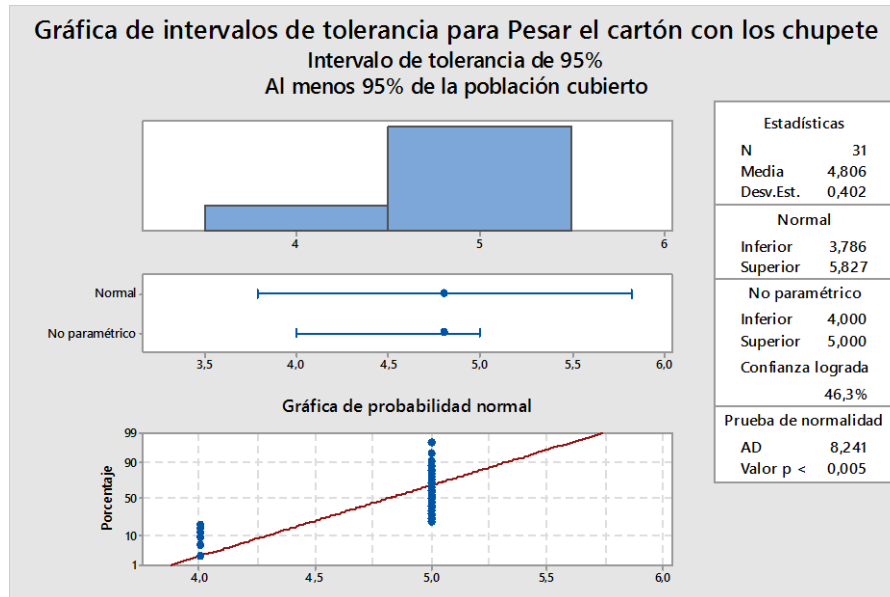 Gráfica de intervalos de tolerancia para Pesar el cartón con los chupete
Intervalo de tolerancia de 95%
Al menos 95% de la población cubierto
4 5 6
Normal
No paramétrico
3,5 4,0 4,5 5,0 5,5 6,0
Gráfica de probabilidad normal
Porcentaje
99
90
50
10
1
4,0 4,5 5,0 5,5 6,0
Estadísticas
N 31
Media 4,806
Desv.Est. 0,402
Normal
Inferior 3,786
Superior 5,827
No paramétrico
Inferior 4,000
Superior 5,000
Confianza lograda
46,3%
Prueba de normalidad
AD 8,241
Valor p < 0,005